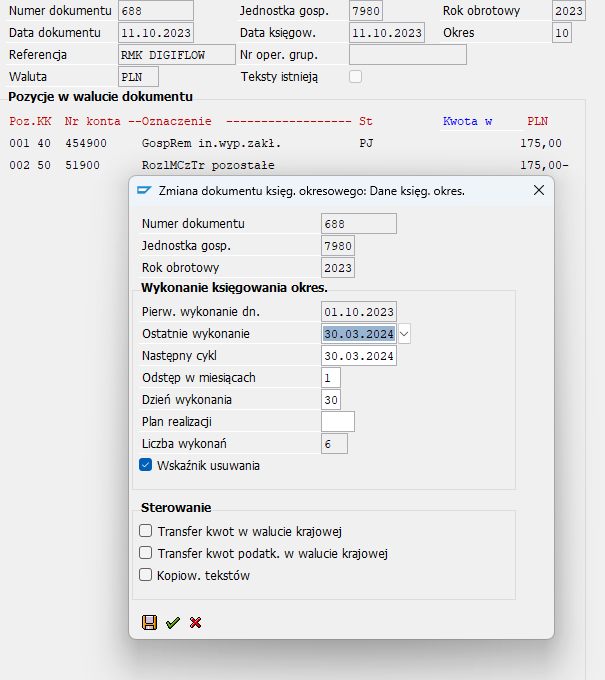 Numer dokumentu 688 Jednostka gosp. 7980 Rok obrotowy 2023
Data dokumentu 11.10.2023 Data księgow. 11.10.2023 Okres 10
Referencja RMK DIGIFLOW Nr oper. grup.
Waluta PLN Teksty istnieją
Pozycje w walucie dokumentu
Poz.KK Nr konta --Oznaczenie ------------------- St Kwota w PLN
001 40 454900 GospRem in.wyp.zakł. PJ 175,00
002 50 51900 RozlMCzTr pozostałe 175,00-
Zmiana dokumentu księg. okresowego: Dane księg. okres.
Numer dokumentu 688
Jednostka gosp. 7980
Rok obrotowy 2023
Wykonanie księgowania okres.
Pierw. wykonanie dn. 01.10.2023
Ostatnie wykonanie 30.03.2024
Następny cykl 30.03.2024
Odstęp w miesiącach 1
Dzień wykonania 30
Plan realizacji
Liczba wykonań 6
Wskaźnik usuwania
Sterowanie
Transfer kwot w walucie krajowej
Transfer kwot podatk. w walucie krajowej
Kopiow. tekstów